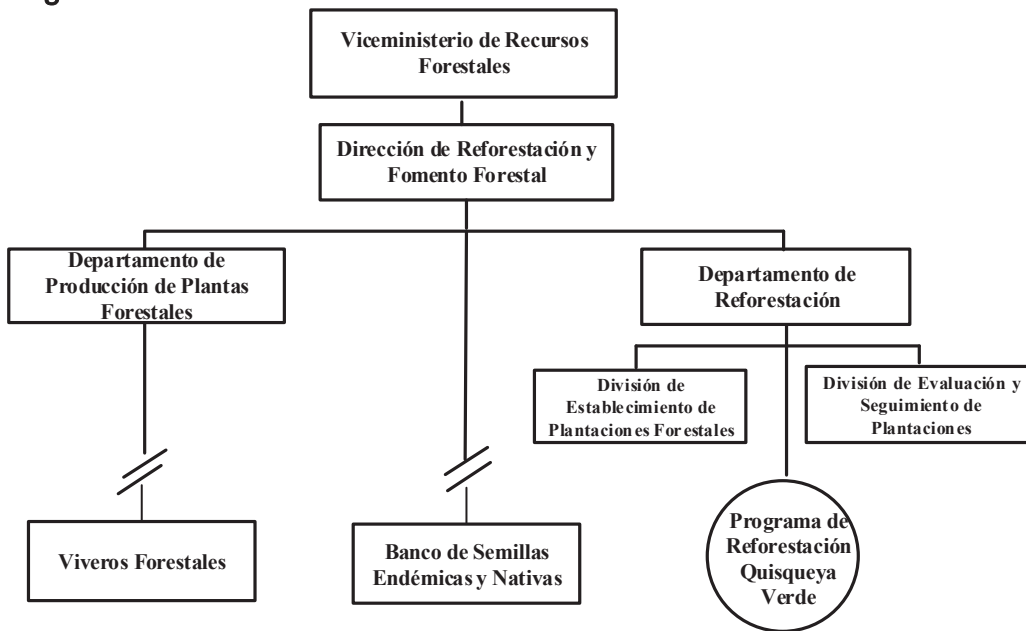 Viceministerio de Recursos
Forestales
Dirección de Reforestación y
Fomento Forestal
Departamento de
Producción de Plantas
Forestales
Departamento de
Reforestación
División de
Establecimiento de
Plantaciones Forestales
División de Evaluación y
Seguimiento de
Plantaciones
Viveros Forestales
Banco de Semillas
Endémicas y Nativas
Programa de
Reforestación
Quisqueya
Verde